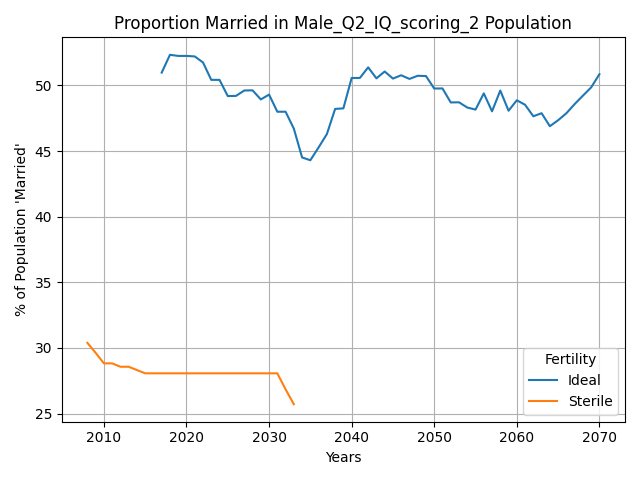 Proportion Married in Male_Q2_IQ_scoring_2 Population
% of Population 'Married'
50
45
40
35
30
25
2010 2020 2030 2040 2050 2060 2070
Years
Fertility
Ideal
Sterile